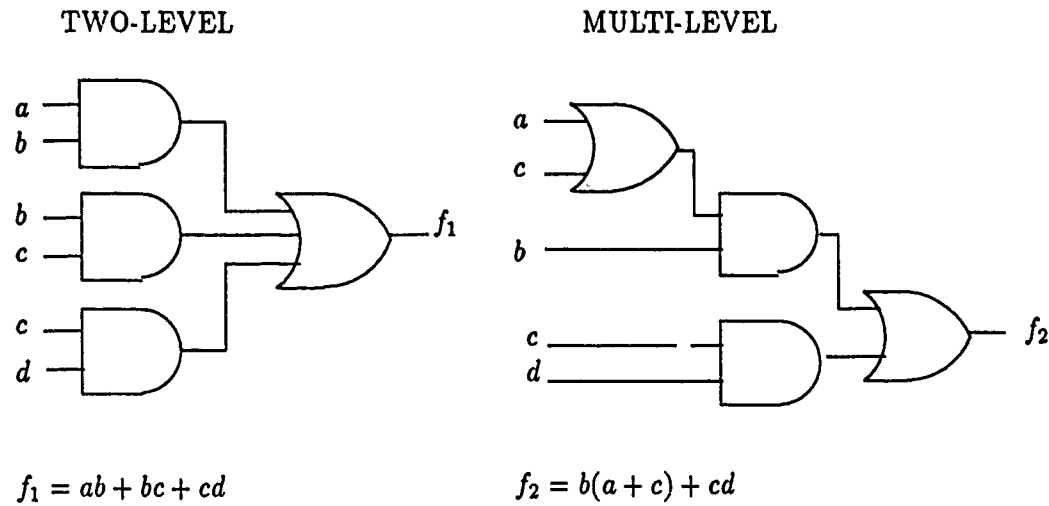 TWO-LEVEL
MULTI-LEVEL
a
b
b
c
c
d
f₁
a
c
b
c
d
f₂
f₁ = ab + bc + cd
f₂ = b(a + c) + cd